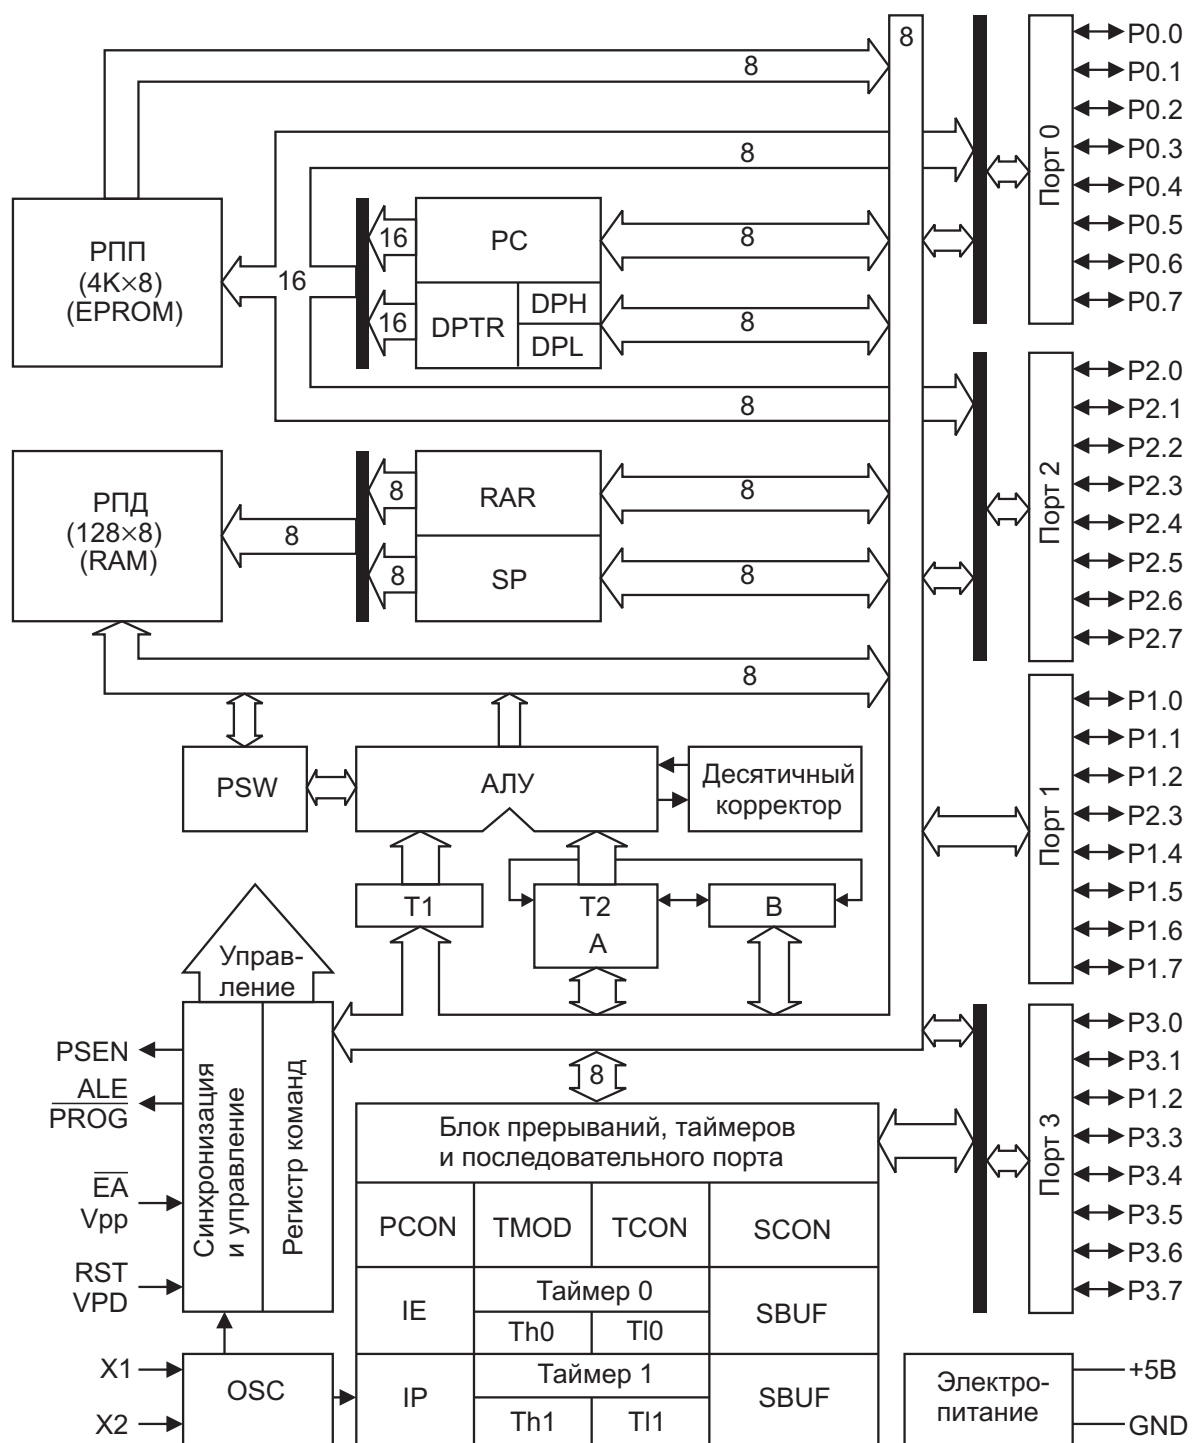 8
8
8
РПП
(4K×8)
(EPROM)
16
16
16
PC
DPTR
DPH
DPL
8
8
8
Порт 0
P0.0
P0.1
P0.2
P0.3
P0.4
P0.5
P0.6
P0.7
РПД
(128×8)
(RAM)
8
8
8
RAR
SP
8
8
8
Порт 2
P2.0
P2.1
P2.2
P2.3
P2.4
P2.5
P2.6
P2.7
PSW
АЛУ
Десятичный
корректор
T1
T2
A
B
Порт 1
P1.0
P1.1
P1.2
P2.3
P1.4
P1.5
P1.6
P1.7
Управ-
ление
Синхронизация
и управление
Регистр команд
PSEN
ALE
PROG
EA
Vpp
RST
VPD
X1
X2
OSC
8
Блок прерываний, таймеров
и последовательного порта
PCON
TMOD
TCON
SCON
IE
Таймер 0
Th0
Tl0
SBUF
IP
Таймер 1
Th1
Tl1
SBUF
Порт 3
P3.0
P3.1
P1.2
P3.3
P3.4
P3.5
P3.6
P3.7
Электро-
питание
+5В
GND